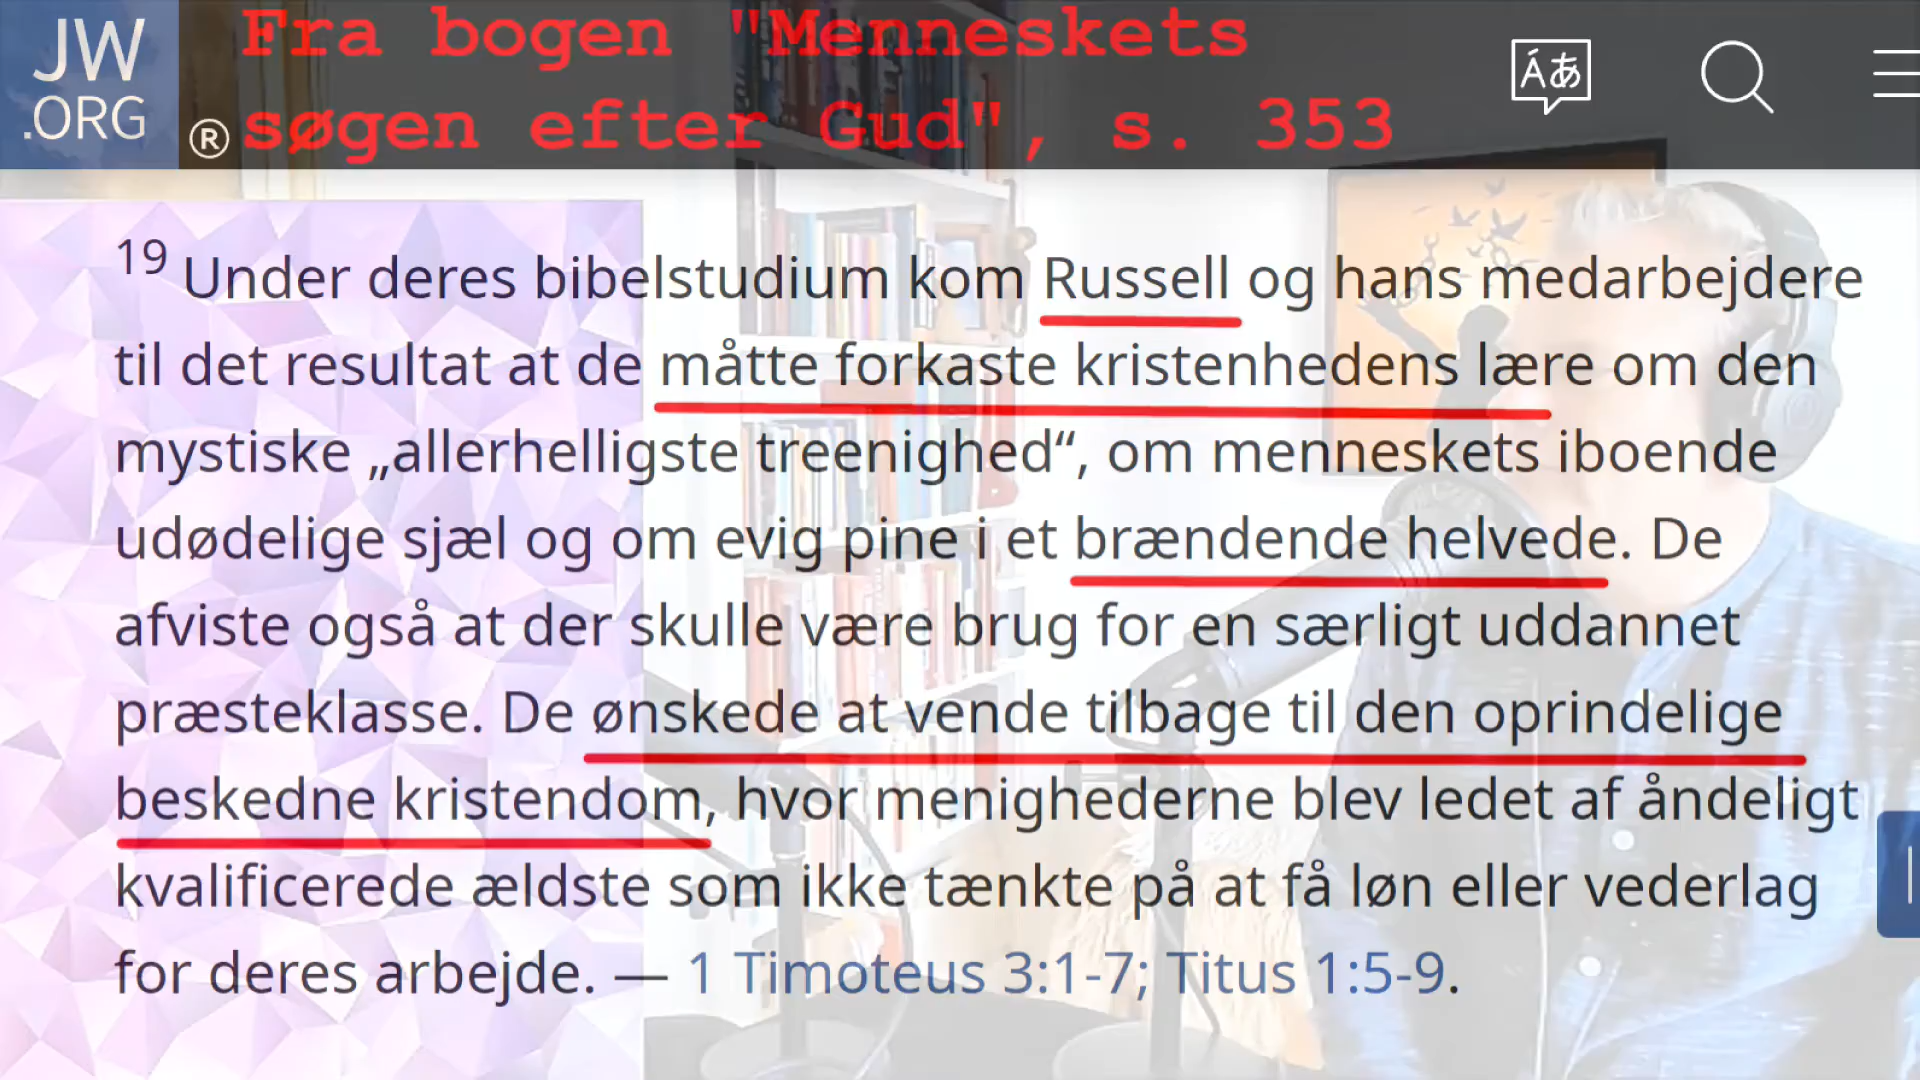 JW
.ORG
®
Fra bogen "Menneskets
søgen efter Gud", s. 353
Áあ
19 Under deres bibelstudium kom Russell og hans medarbejdere
til det resultat at de måtte forkaste kristenhedens lære om den
mystiske „allerhelligste treenighed“, om menneskets iboende
udødelige sjæl og om evig pine i et brændende helvede. De
afviste også at der skulle være brug for en særligt uddannet
præsteklasse. De ønskede at vende tilbage til den oprindelige
beskedne kristendom, hvor menighederne blev ledet af åndeligt
kvalificerede ældste som ikke tænkte på at få løn eller vederlag
for deres arbejde. — 1 Timoteus 3:1-7; Titus 1:5-9.